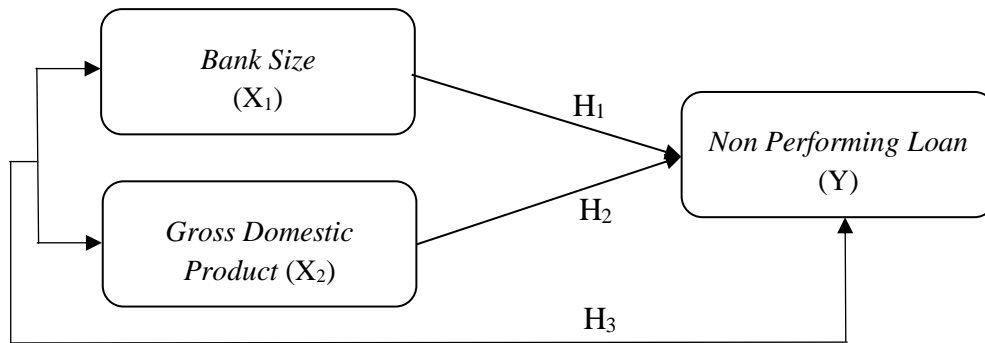 Bank Size
(X₁)
H₁
Non Performing Loan
(Y)
H₂
Gross Domestic
Product (X₂)
H₃